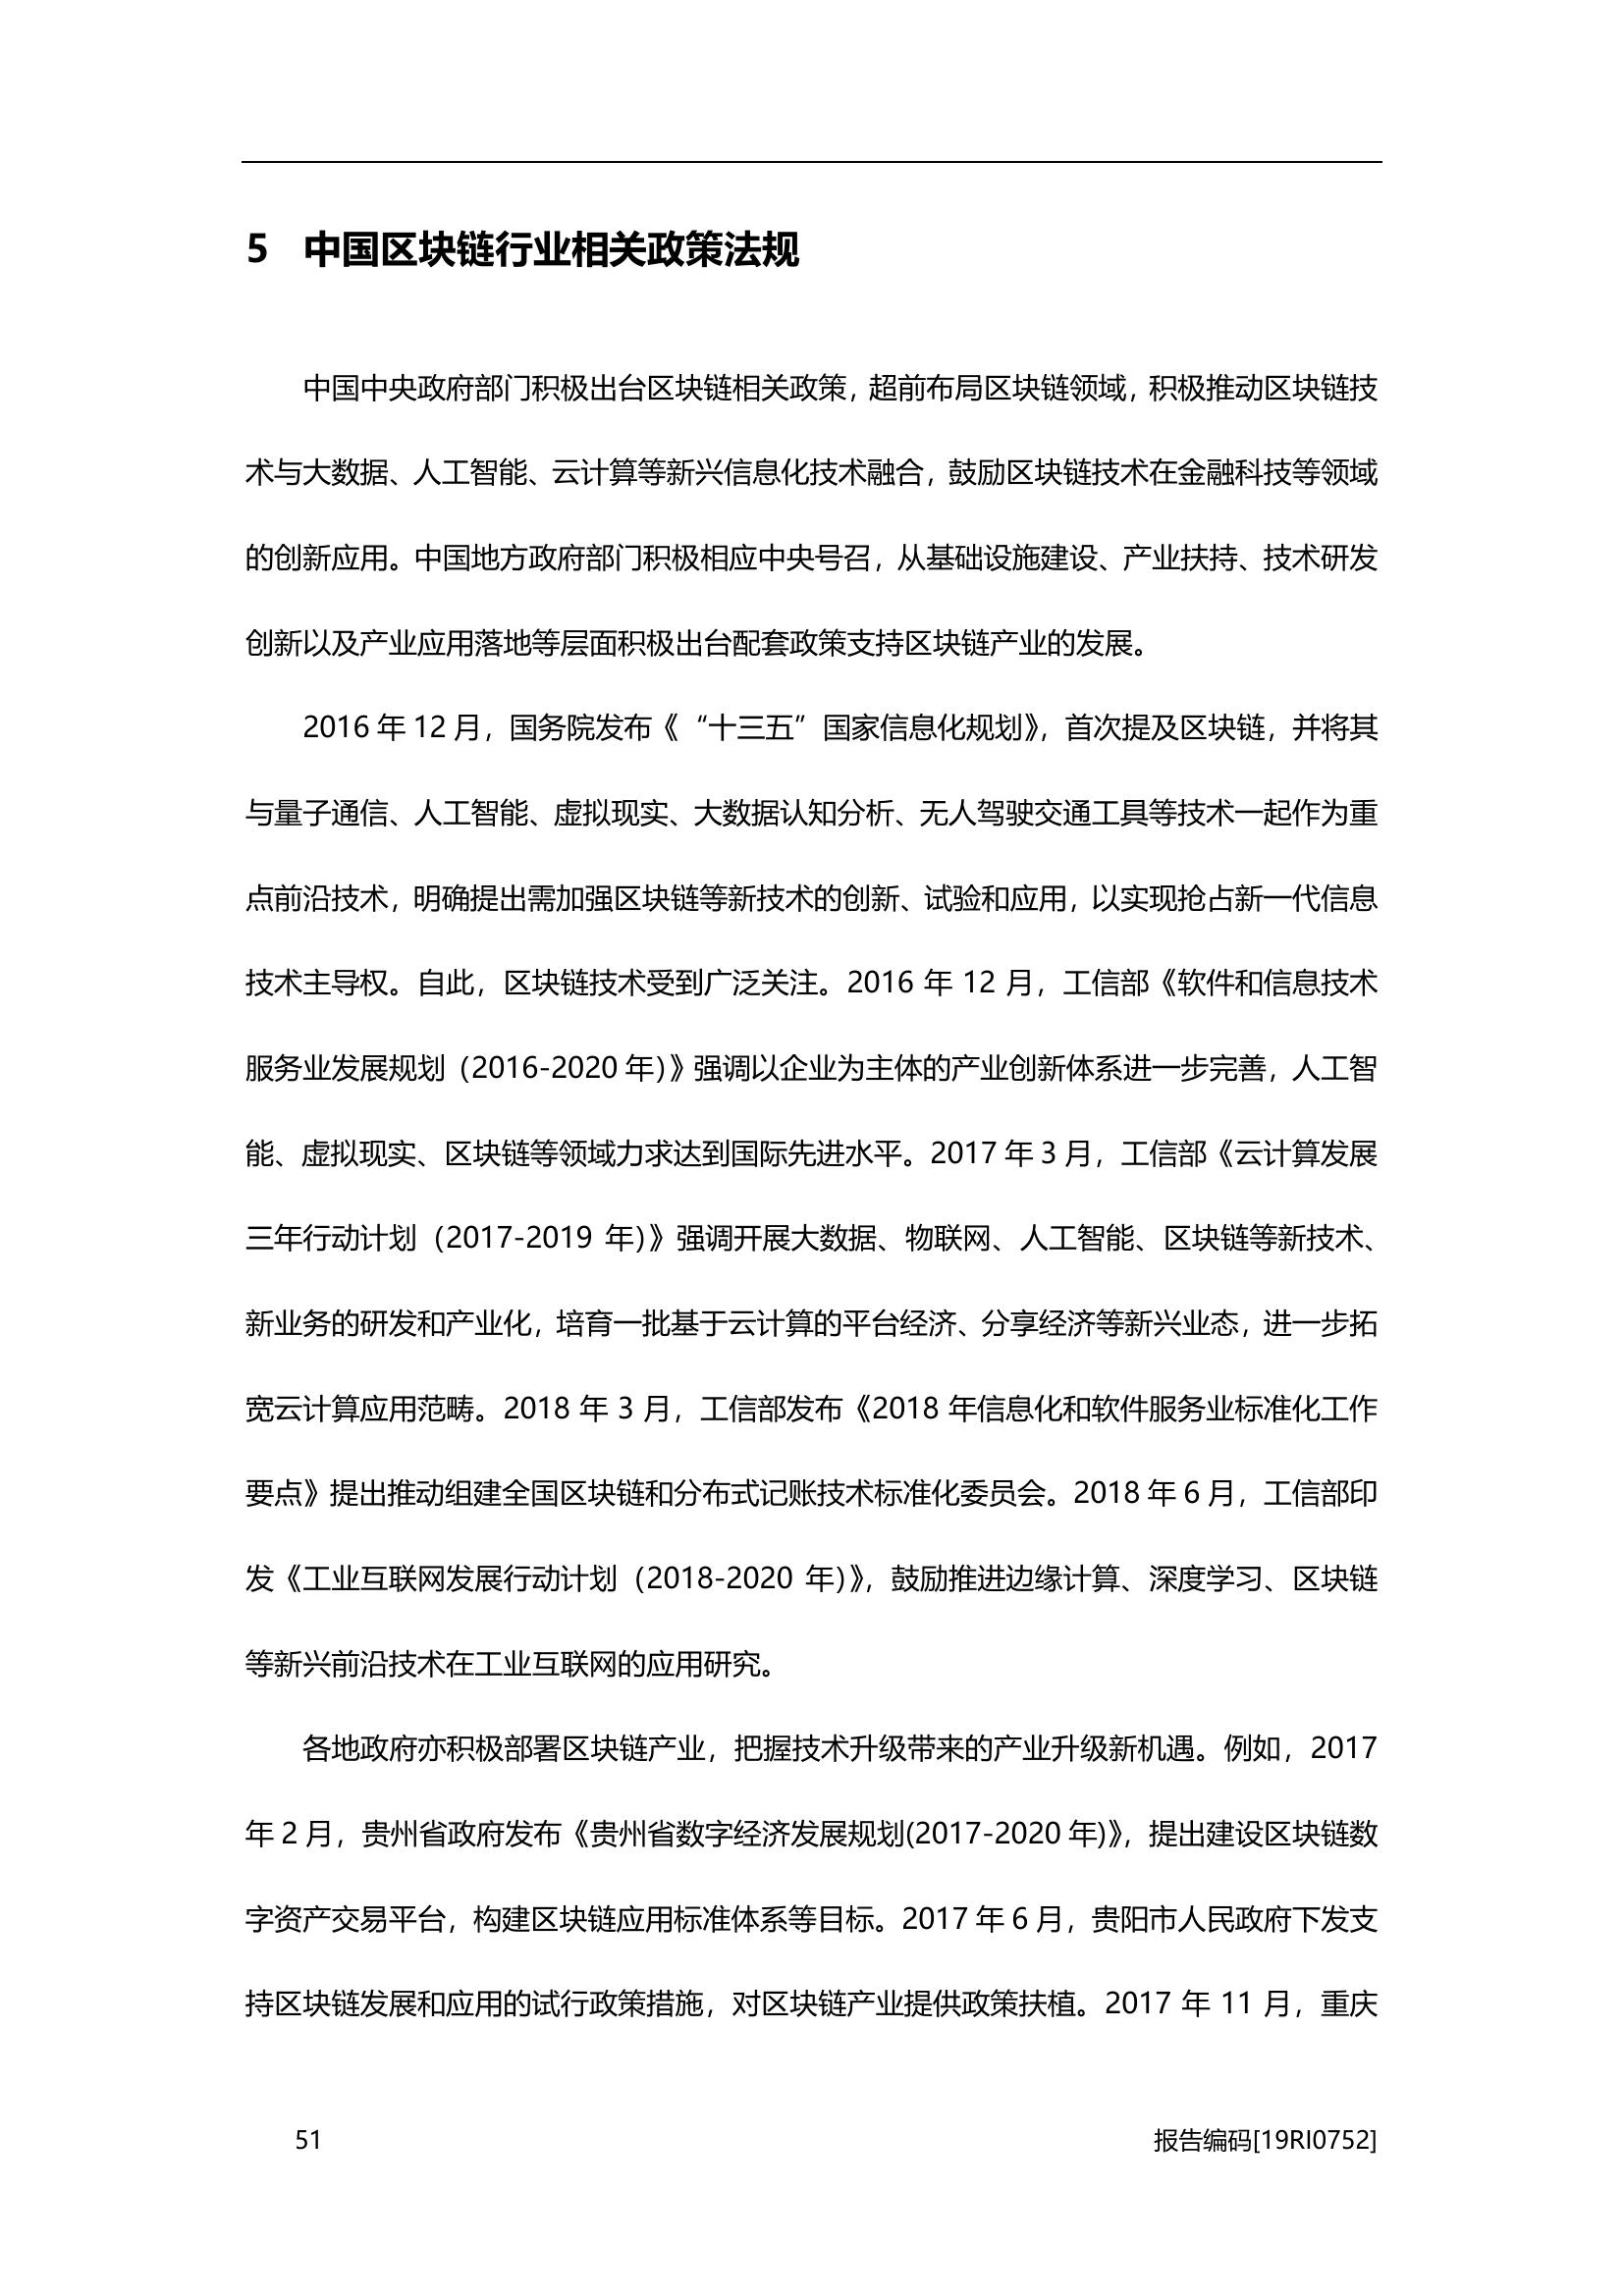 5 中国区块链行业相关政策法规
中国中央政府部门积极出台区块链相关政策，超前布局区块链领域，积极推动区块链技
术与大数据、人工智能、云计算等新兴信息化技术融合，鼓励区块链技术在金融科技等领域
的创新应用。中国地方政府部门积极相应中央号召，从基础设施建设、产业扶持、技术研发
创新以及产业应用落地等层面积极出台配套政策支持区块链产业的发展。
2016 年 12 月，国务院发布《“十三五”国家信息化规划》，首次提及区块链，并将其
与量子通信、人工智能、虚拟现实、大数据认知分析、无人驾驶交通工具等技术一起作为重
点前沿技术，明确提出需加强区块链等新技术的创新、试验和应用，以实现抢占新一代信息
技术主导权。自此，区块链技术受到广泛关注。2016 年 12 月，工信部《软件和信息技术
服务业发展规划（2016-2020 年）》强调以企业为主体的产业创新体系进一步完善，人工智
能、虚拟现实、区块链等领域力求达到国际先进水平。2017 年 3 月，工信部《云计算发展
三年行动计划（2017-2019 年）》强调开展大数据、物联网、人工智能、区块链等新技术、
新业务的研发和产业化，培育一批基于云计算的平台经济、分享经济等新兴业态，进一步拓
宽云计算应用范畴。2018 年 3 月，工信部发布《2018 年信息化和软件服务业标准化工作
要点》提出推动组建全国区块链和分布式记账技术标准化委员会。2018 年 6 月，工信部印
发《工业互联网发展行动计划（2018-2020 年）》，鼓励推进边缘计算、深度学习、区块链
等新兴前沿技术在工业互联网的应用研究。
各地政府亦积极部署区块链产业，把握技术升级带来的产业升级新机遇。例如，2017
年 2 月，贵州省政府发布《贵州省数字经济发展规划(2017-2020 年)》，提出建设区块链数
字资产交易平台，构建区块链应用标准体系等目标。2017 年 6 月，贵阳市人民政府下发支
持区块链发展和应用的试行政策措施，对区块链产业提供政策扶植。2017 年 11 月，重庆
51 报告编码[19RI0752]